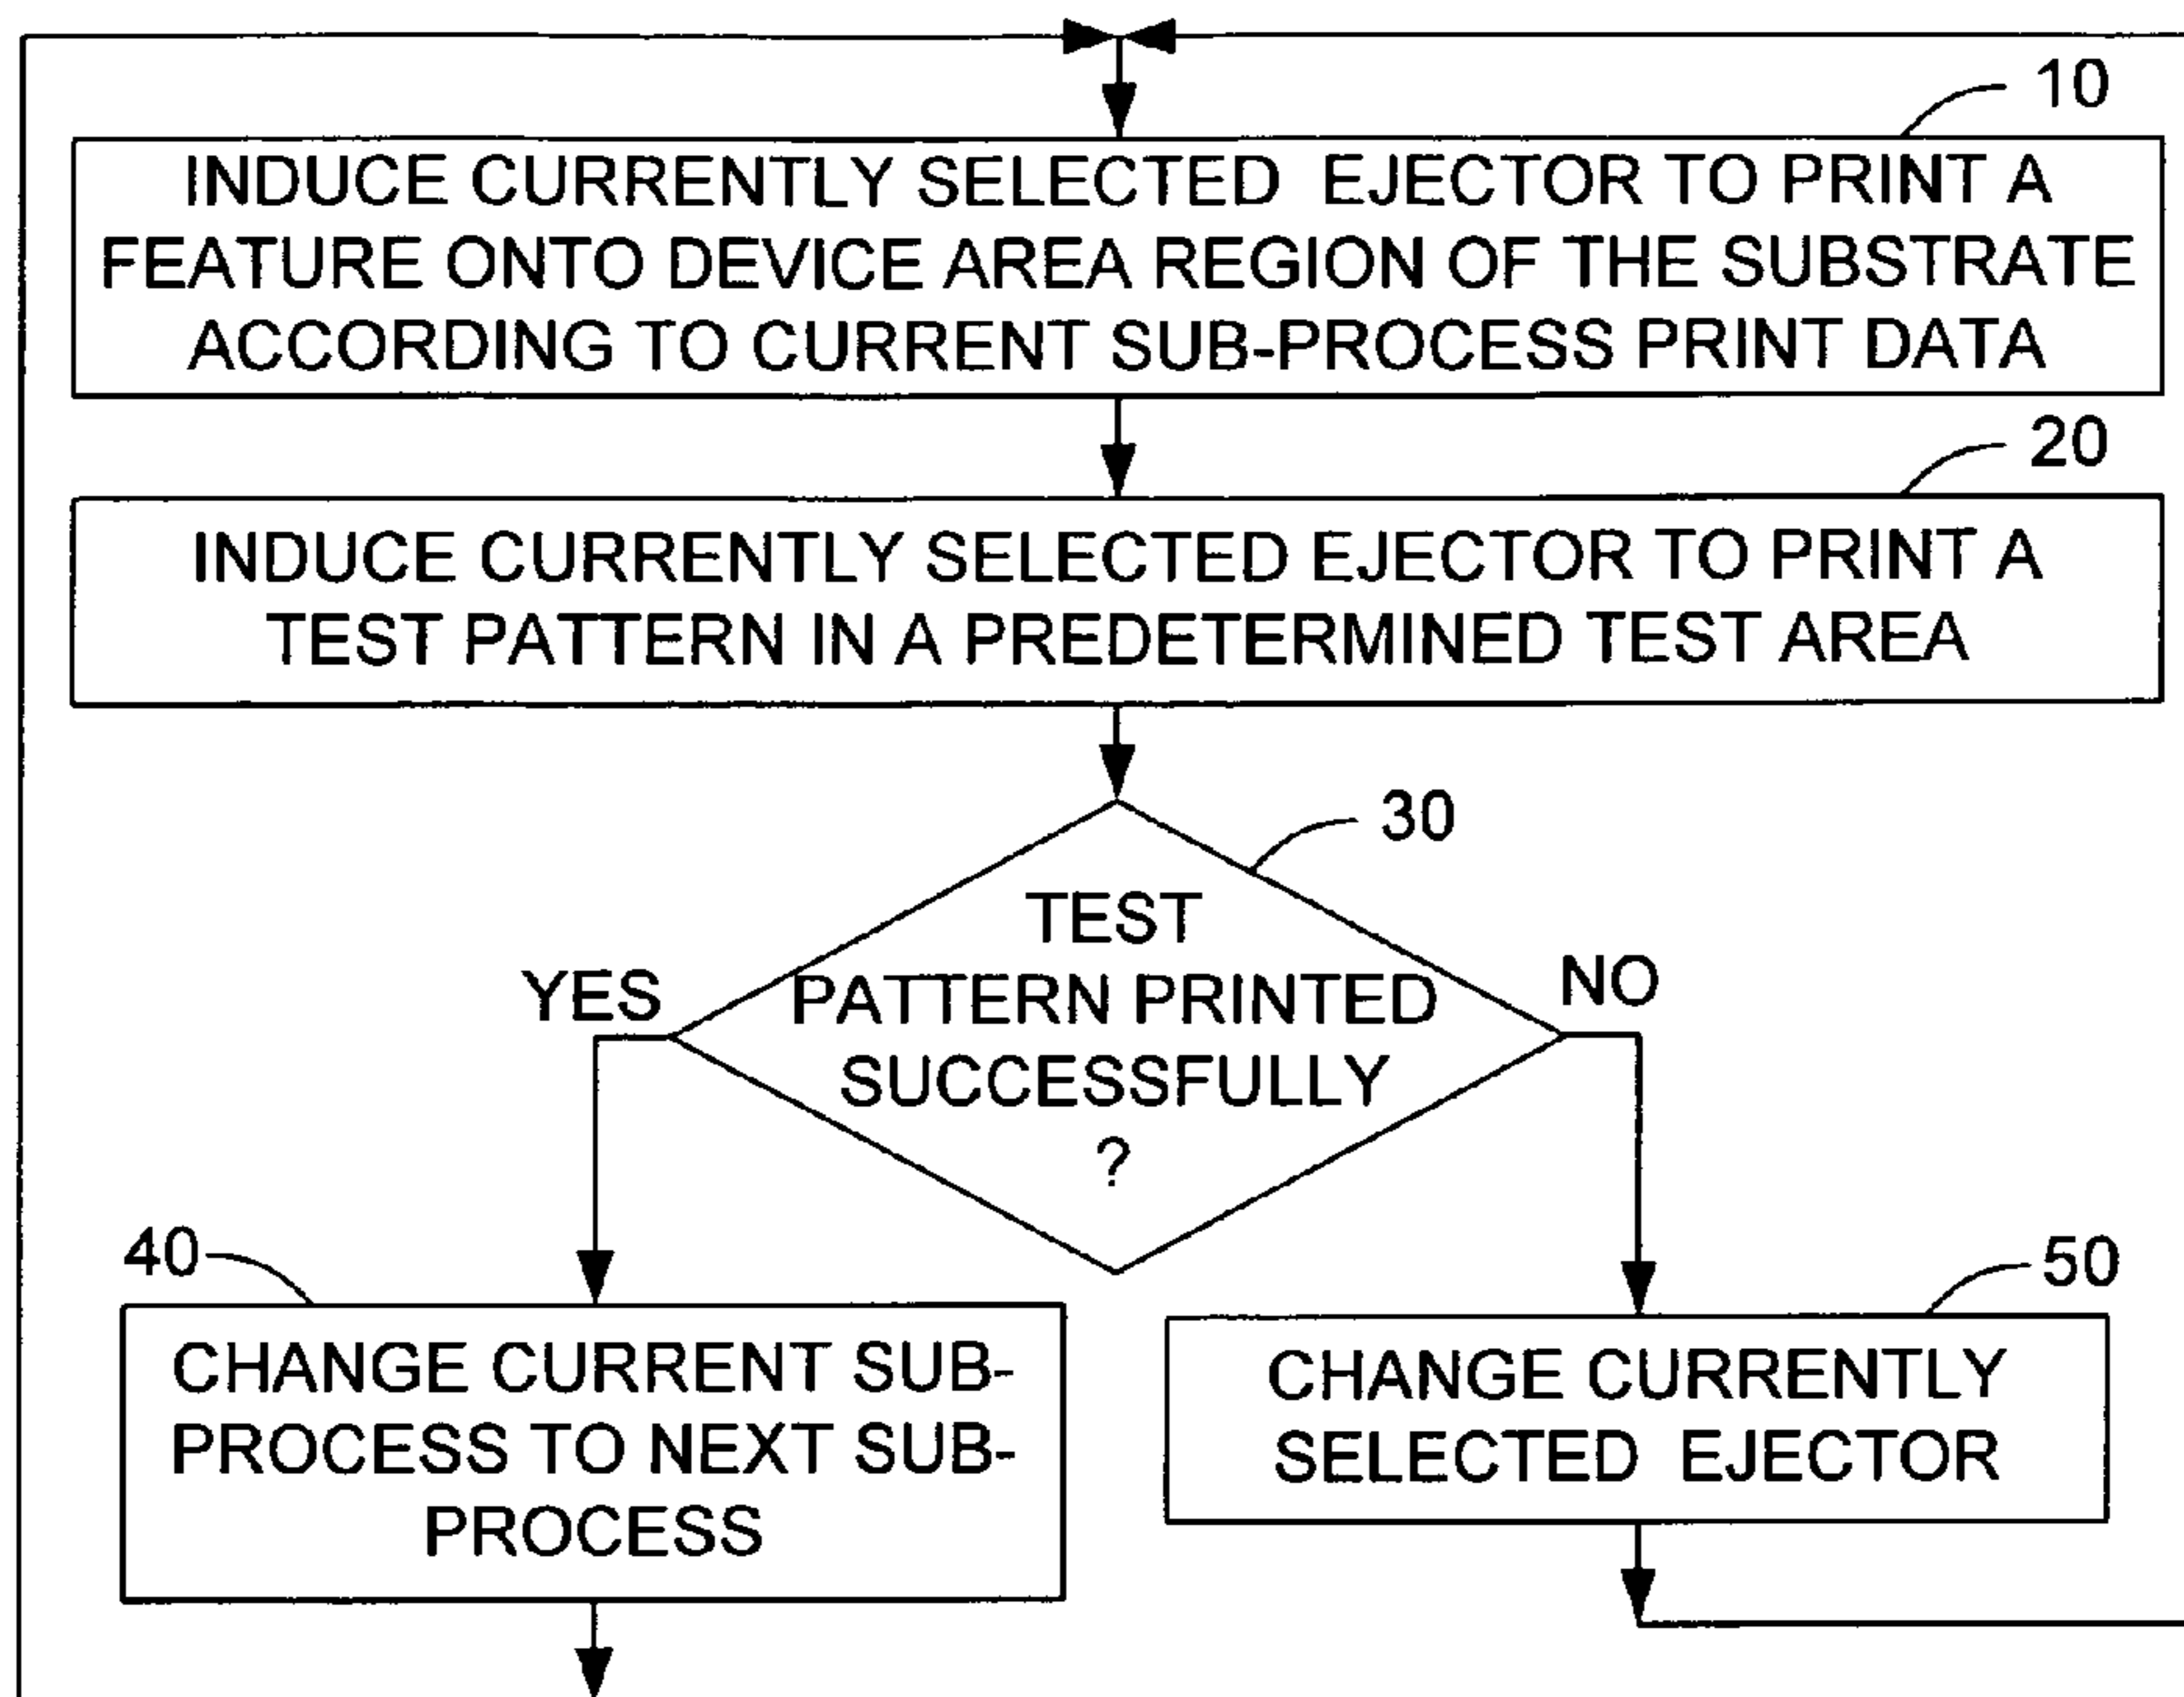 10
INDUCE CURRENTLY SELECTED EJECTOR TO PRINT A
FEATURE ONTO DEVICE AREA REGION OF THE SUBSTRATE
ACCORDING TO CURRENT SUB-PROCESS PRINT DATA
20
INDUCE CURRENTLY SELECTED EJECTOR TO PRINT A
TEST PATTERN IN A PREDETERMINED TEST AREA
30
TEST
PATTERN PRINTED
SUCCESSFULLY
?
YES
NO
40
CHANGE CURRENT SUB-
PROCESS TO NEXT SUB-
PROCESS
50
CHANGE CURRENTLY
SELECTED EJECTOR